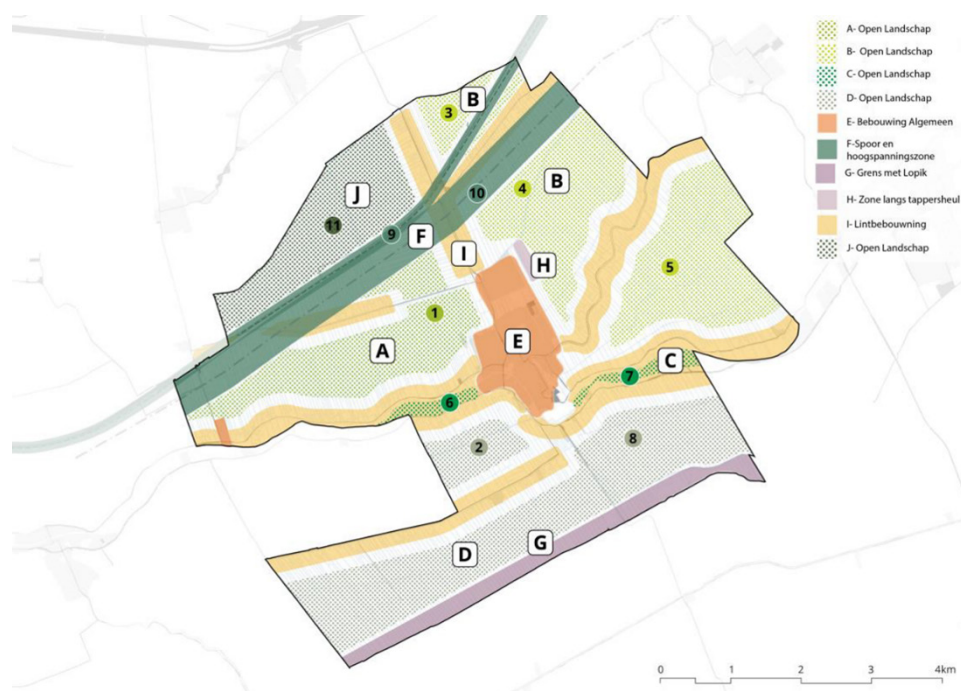 A- Open Landschap
B- Open Landschap
C- Open Landschap
D- Open Landschap
E- Bebouwing Algemeen
F-Spoor en
hoogspanningszone
G- Grens met Lopik
H- Zone langs tappersheul
I- Lintbebouwning
J- Open Landschap
B
3
J
10
4
B
11
9
F
I
H
5
1
A
E
C
7
6
2
8
D
G
0 1 2 3 4km